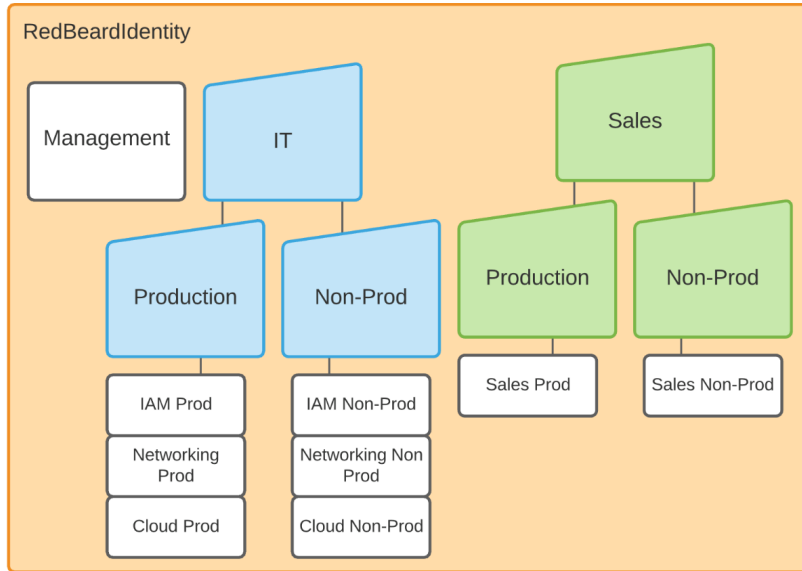 RedBeardIdentity
Management
IT
Sales
Production
Non-Prod
Production
Non-Prod
IAM Prod
Networking
Prod
Cloud Prod
IAM Non-Prod
Networking Non
Prod
Cloud Non-Prod
Sales Prod
Sales Non-Prod